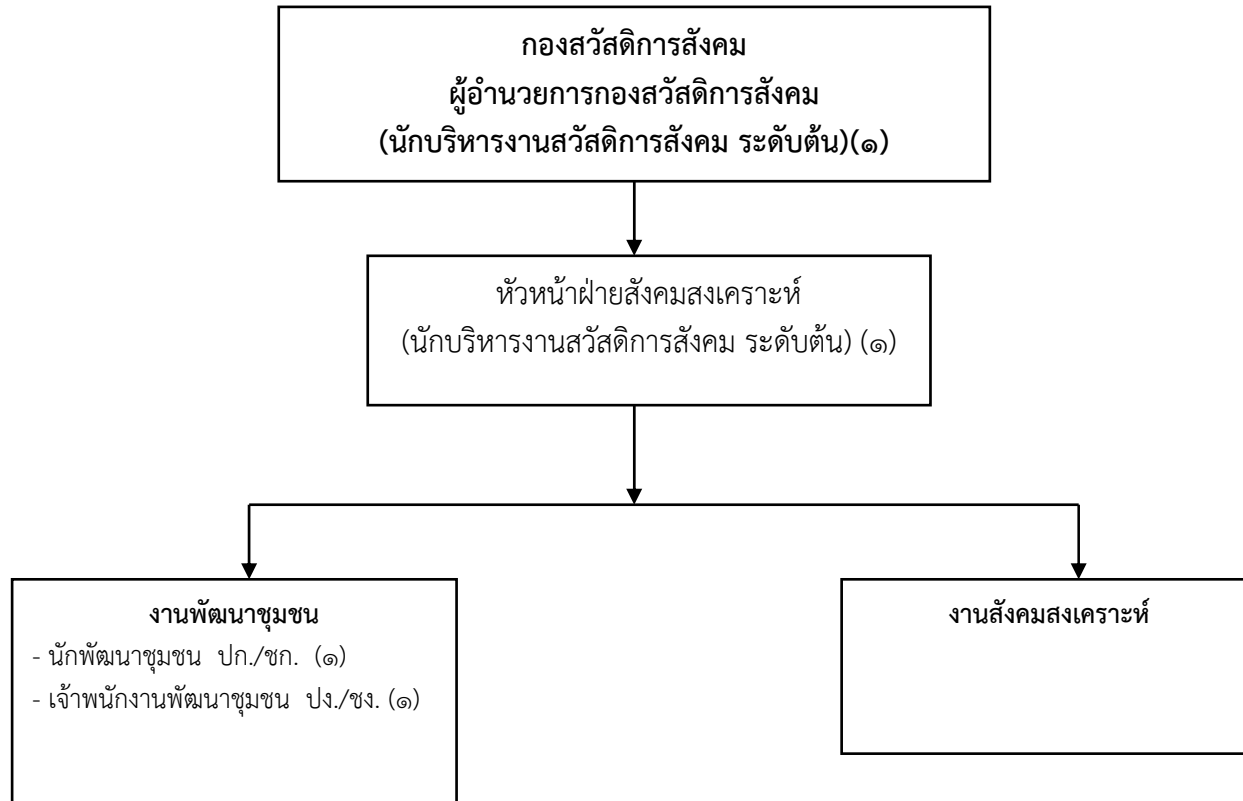 กองสวัสดิการสังคม
ผู้อำนวยการกองสวัสดิการสังคม
(นักบริหารงานสวัสดิการสังคม ระดับต้น)(๑)
หัวหน้าฝ่ายสังคมสงเคราะห์
(นักบริหารงานสวัสดิการสังคม ระดับต้น) (๑)
งานพัฒนาชุมชน
- นักพัฒนาชุมชน ปก./ชก. (๑)
- เจ้าพนักงานพัฒนาชุมชน ปง./ชง. (๑)
งานสังคมสงเคราะห์